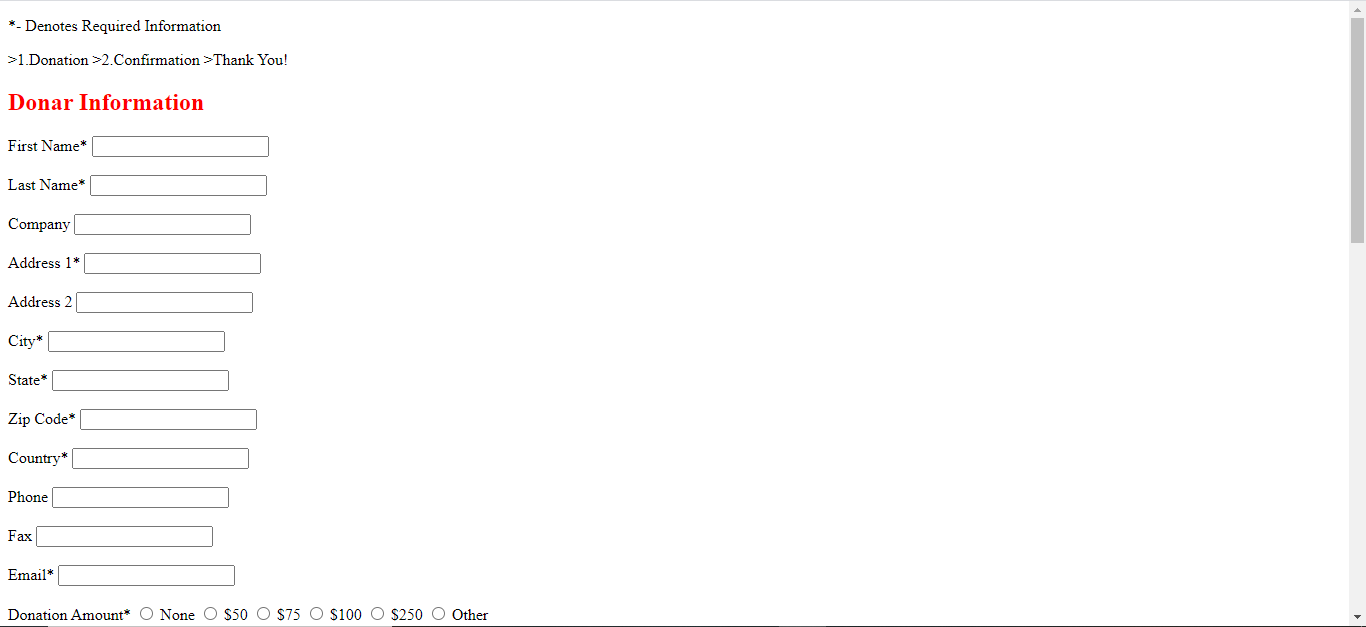 *- Denotes Required Information
>1.Donation >2.Confirmation >Thank You!
Donar Information
First Name*
Last Name*
Company
Address 1*
Address 2
City*
State*
Zip Code*
Country*
Phone
Fax
Email*
Donation Amount* None $50 $75 $100 $250 Other